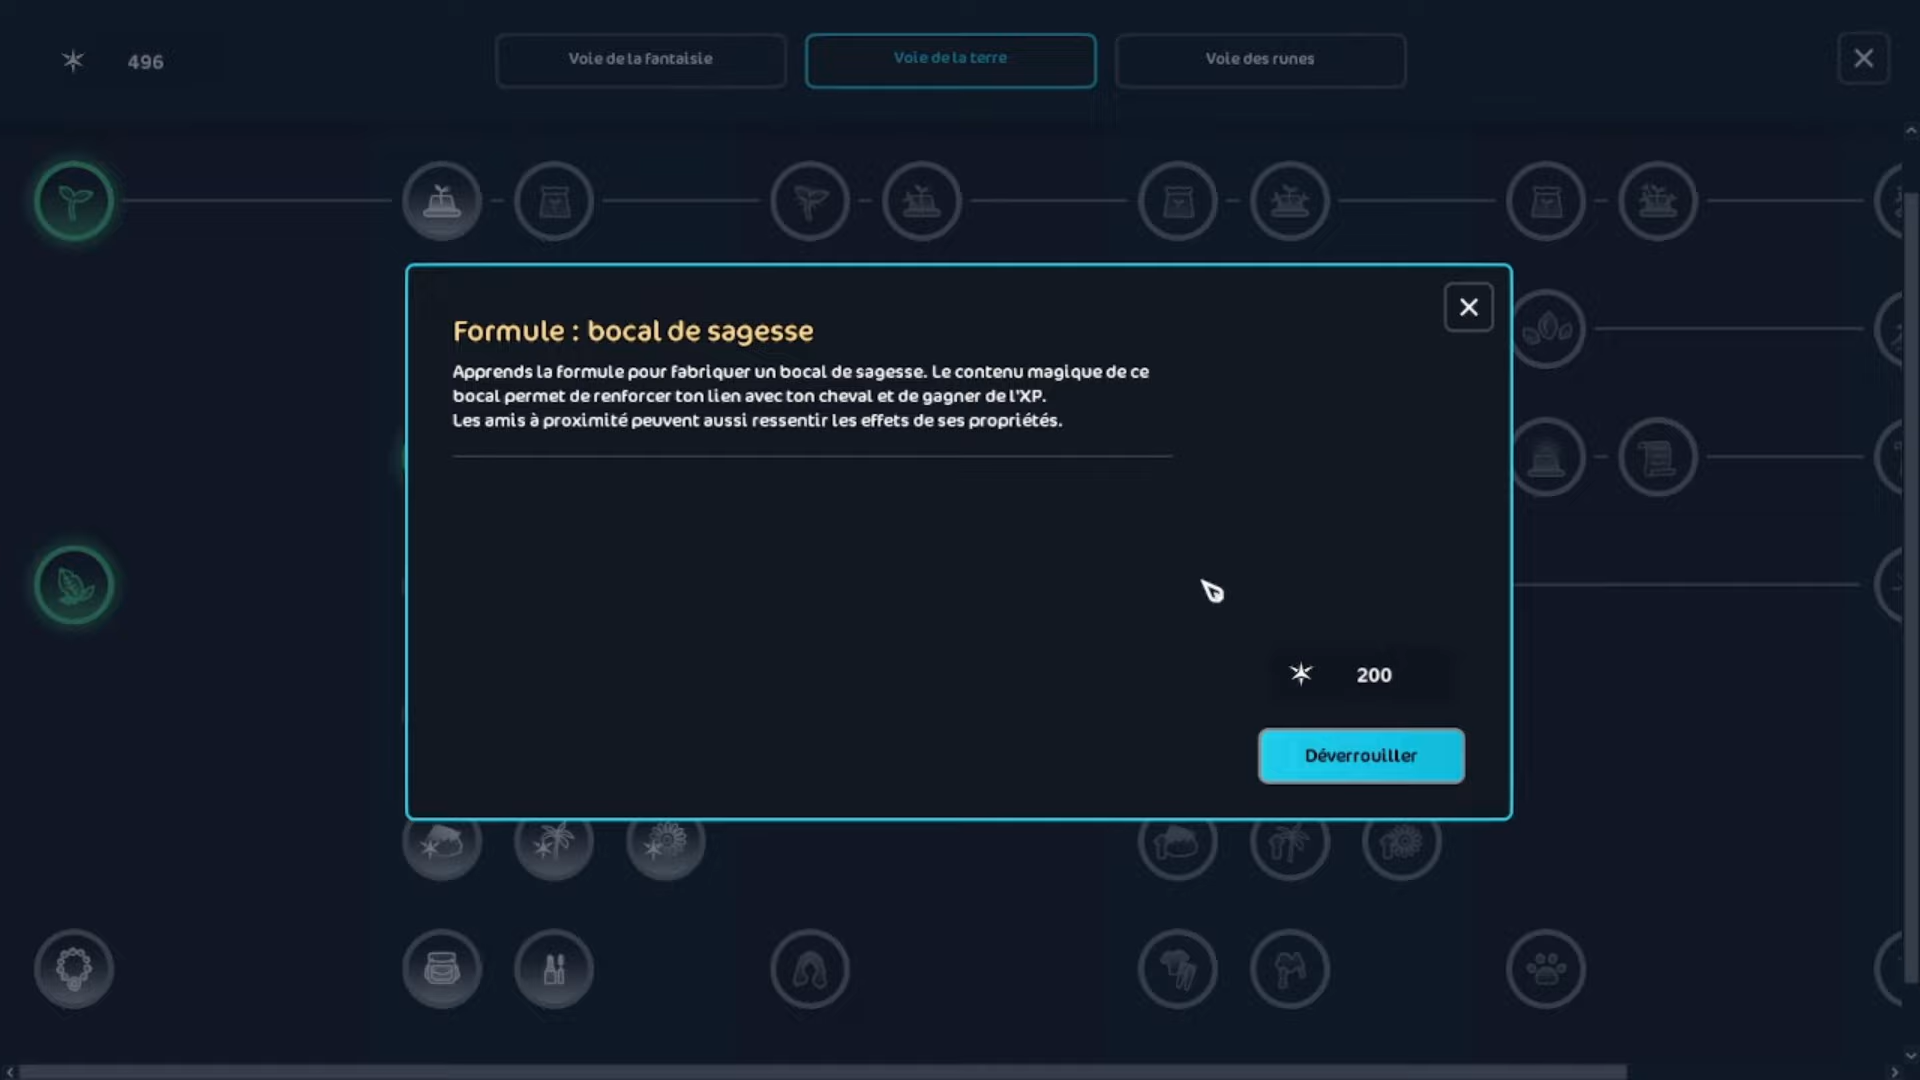 496
Voie de la fantaisie
Voie de la terre
Voie des runes
Formule : bocal de sagesse
Apprends la formule pour fabriquer un bocal de sagesse. Le contenu magique de ce
bocal permet de renforcer ton lien avec ton cheval et de gagner de l'XP.
Les amis à proximité peuvent aussi ressentir les effets de ses propriétés.
200
Déverrouiller